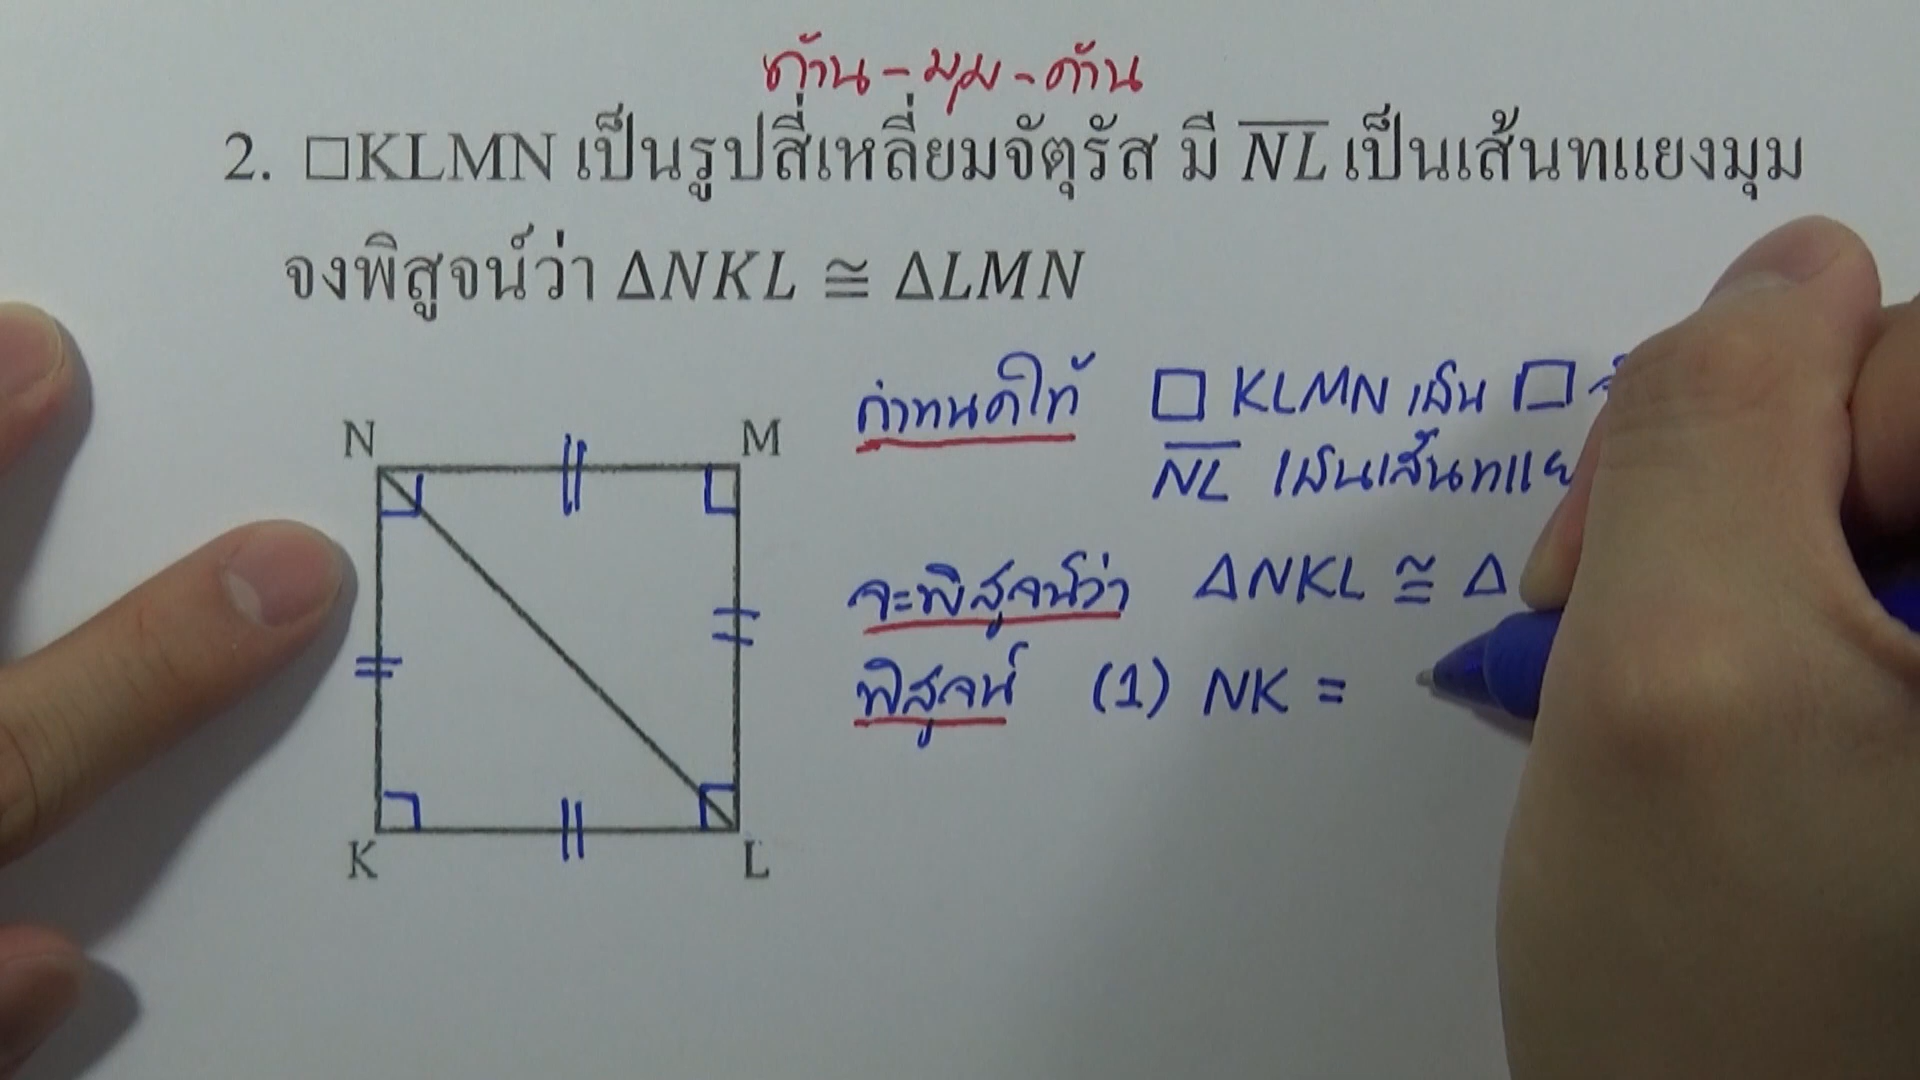 ด้าน - มุม - ด้าน
2. □KLMN เป็นรูปสี่เหลี่ยมจัตุรัส มี \overline{NL} เป็นเส้นทแยงมุม
จงพิสูจน์ว่า ΔNKL ≅ ΔLMN
กำหนดให้ □ KLMN เป็น □
\overline{NL} เป็นเส้นทแย
จะพิสูจน์ว่า ΔNKL ≅ Δ
พิสูจน์ (1) NK =
N M
K L